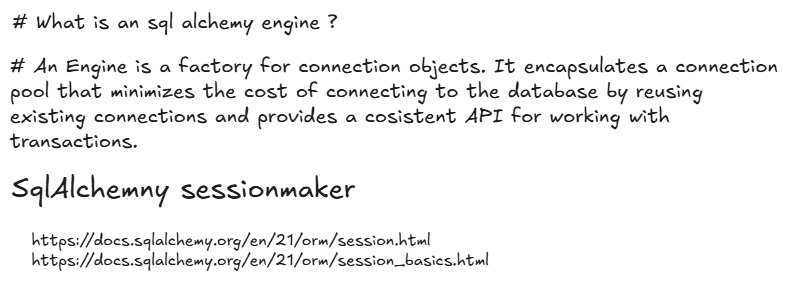 # What is an sql alchemy engine ?
# An Engine is a factory for connection objects. It encapsulates a connection
pool that minimizes the cost of connecting to the database by reusing
existing connections and provides a cosistent API for working with
transactions.
SqlAlchemny sessionmaker
https://docs.sqlalchemy.org/en/21/orm/session.html
https://docs.sqlalchemy.org/en/21/orm/session_basics.html